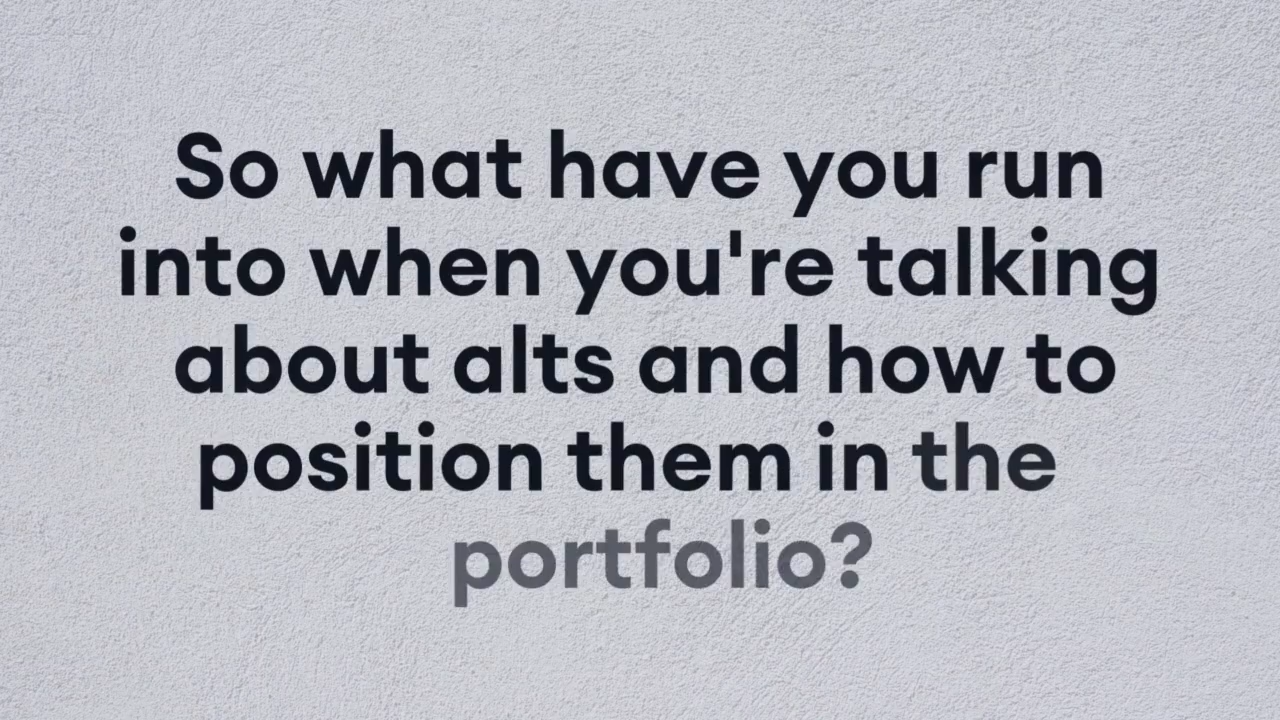 So what have you run
into when you're talking
about alts and how to
position them in the
portfolio?